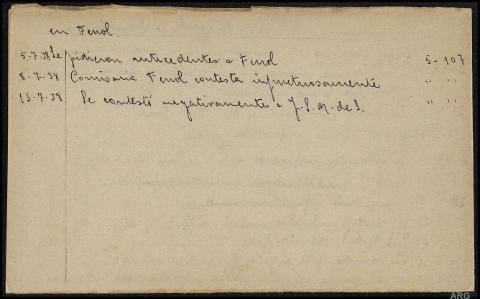 en Fenol.
5-7-38 Se pidieron antecedentes a Fenol 5-107
8-7-38 Comisaria Fenol contesta infructuosamente " "
13-7-38 Se contestó negativamente a J.S.M. de S. " "
ARG